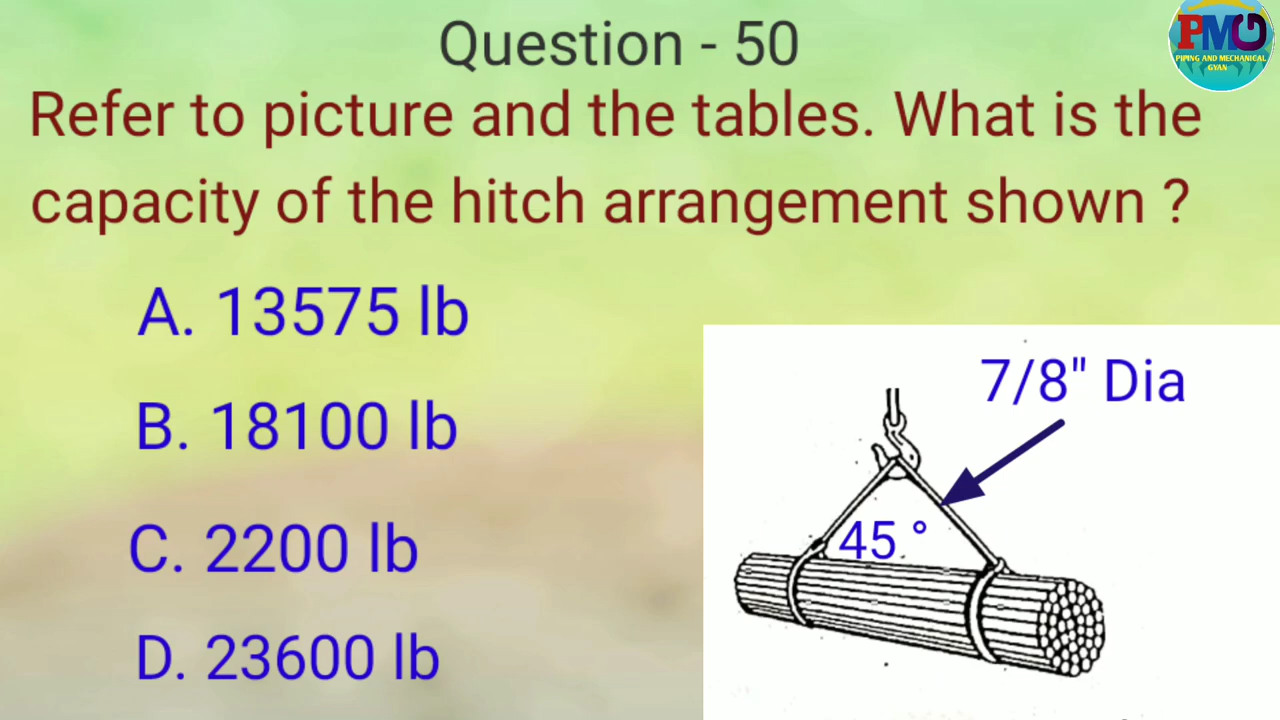 Question - 50
PMG
PIPING AND MECHANICAL
GYAN
Refer to picture and the tables. What is the
capacity of the hitch arrangement shown ?
A. 13575 lb
B. 18100 lb
C. 2200 lb
D. 23600 lb
7/8" Dia
45 °